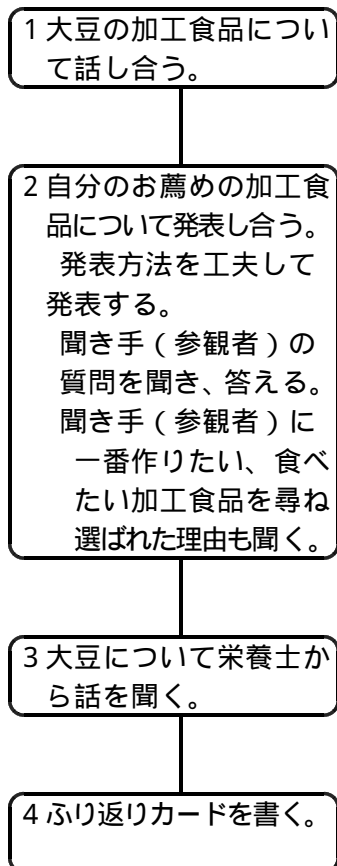 1 大豆の加工食品につい
て話し合う。
2 自分のお薦めの加工食
品について発表し合う。
発表方法を工夫して
発表する。
聞き手（参観者）の
質問を聞き、答える。
聞き手（参観者）に
一番作りたい、食べ
たい加工食品を尋ね
選ばれた理由も聞く。
3 大豆について栄養士か
ら話を聞く。
4 ふり返りカードを書く。